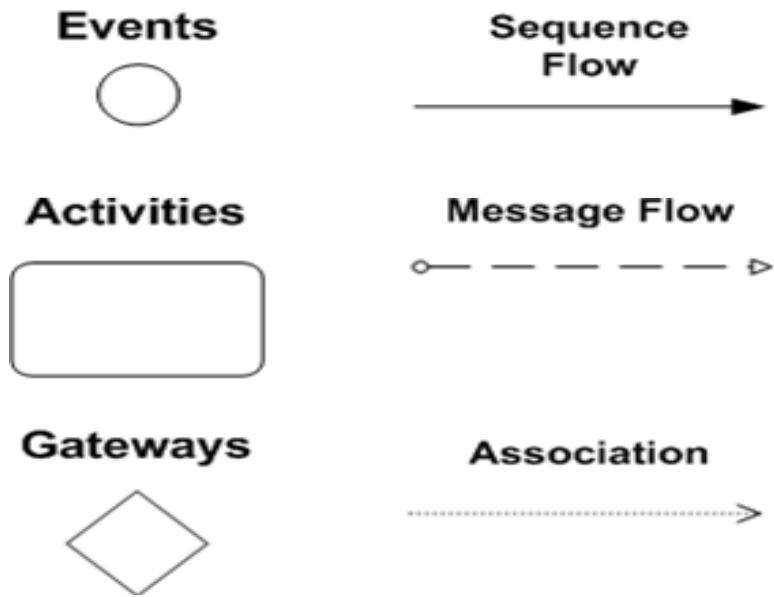 Events
Sequence
Flow
Activities
Message Flow
Gateways
Association